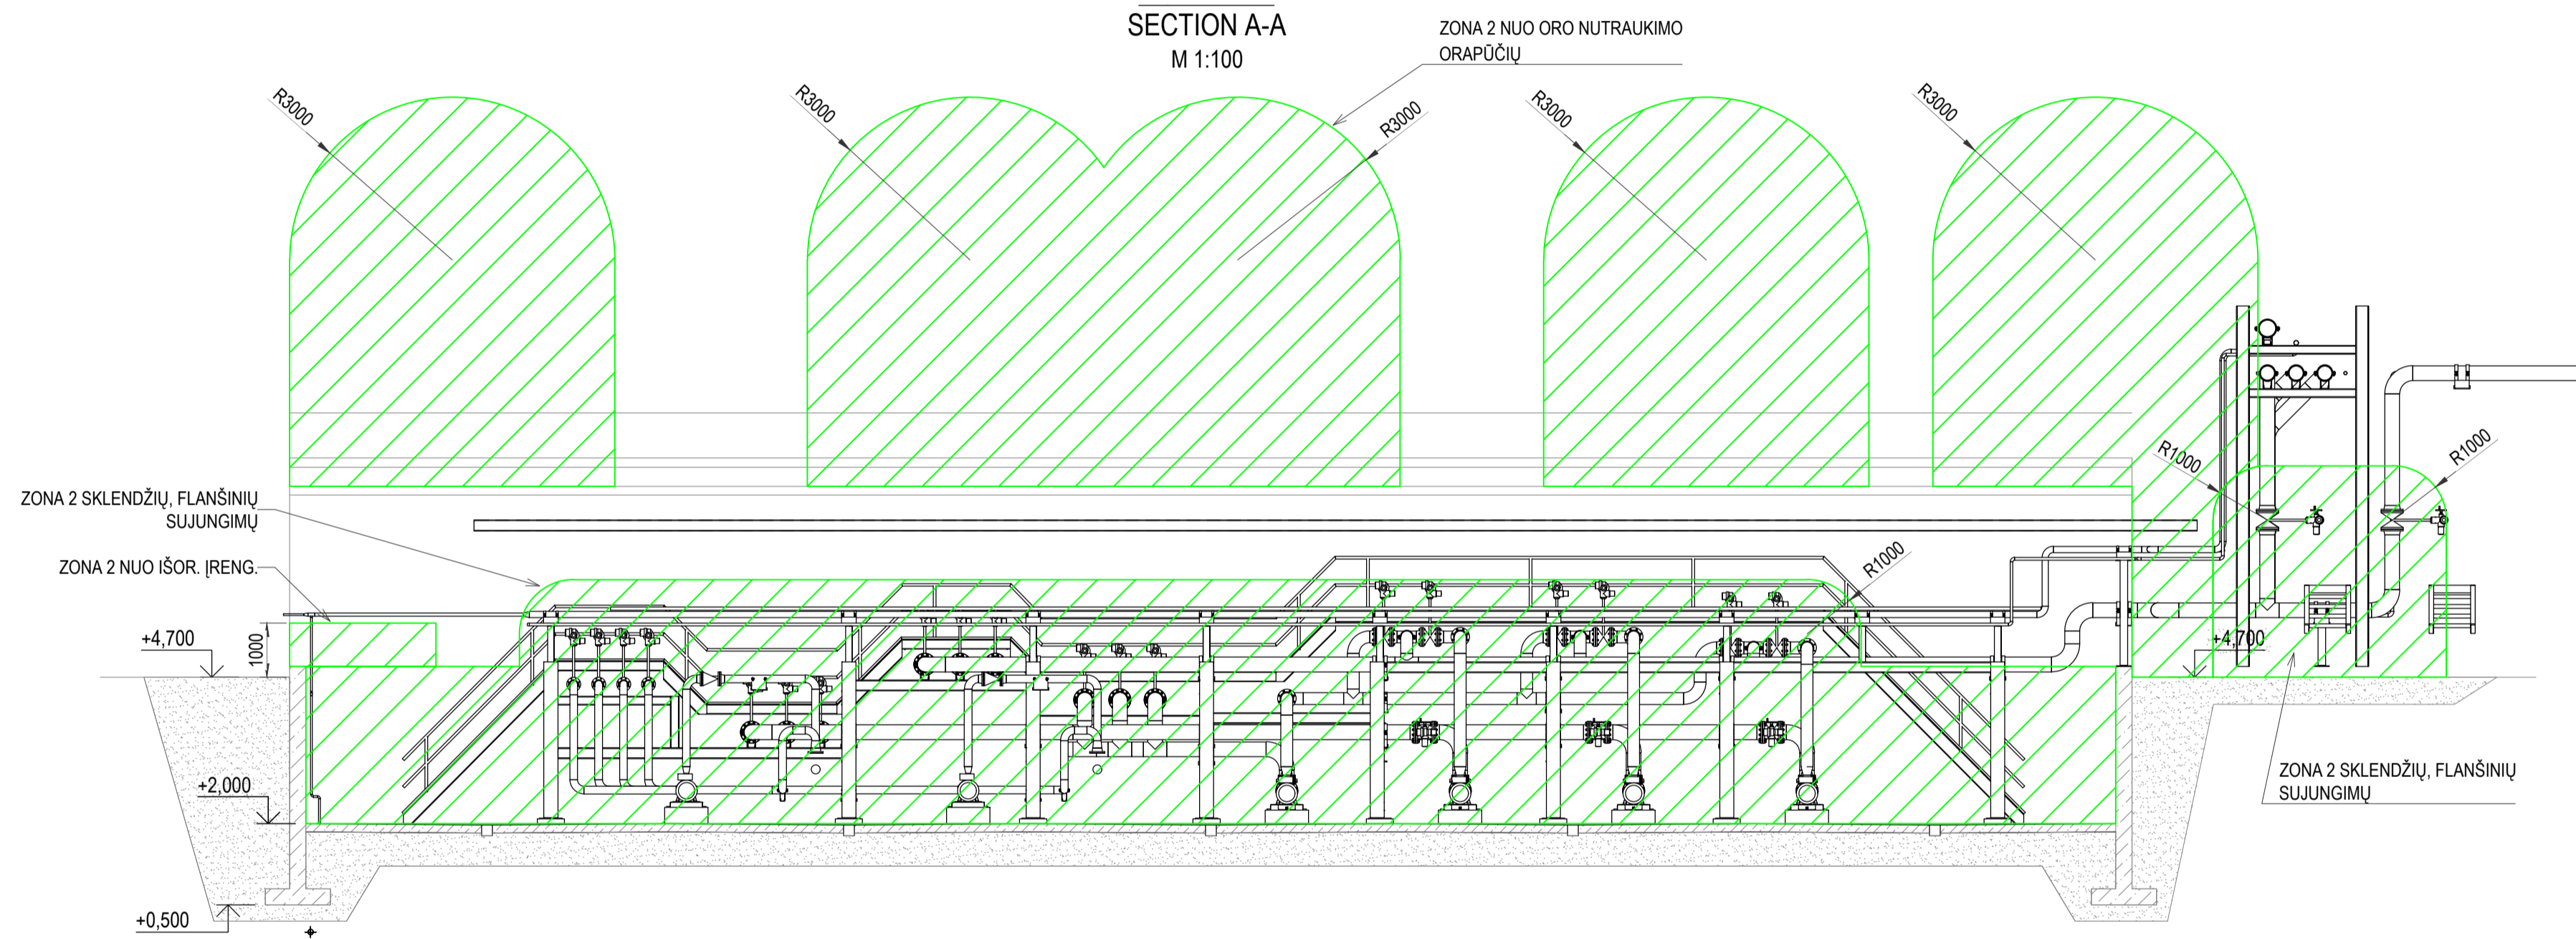 SECTION A-A
M 1:100
ZONA 2 NUO ORO NUTRAUKIMO
ORAPŪČIŲ
R3000
R3000
R3000
R3000
R3000
R1000
R1000
ZONA 2 SKLENDŽIŲ, FLANŠINIŲ
SUJUNGIMŲ
ZONA 2 NUO IŠOR. ĮRENG.
R1000
+4,700
1000
+4,700
+2,000
ZONA 2 SKLENDŽIŲ, FLANŠINIŲ
SUJUNGIMŲ
+0,500